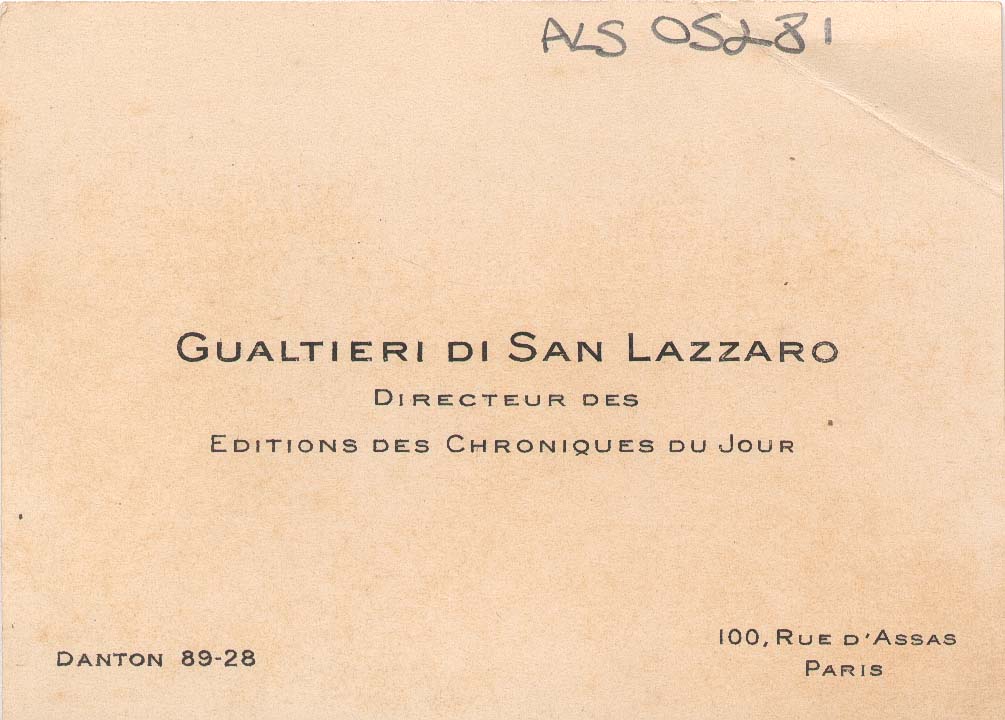 ALS 05281
GUALTIERI DI SAN LAZZARO
DIRECTEUR DES
EDITIONS DES CHRONIQUES DU JOUR
DANTON 89-28
100, RUE D'ASSAS
PARIS